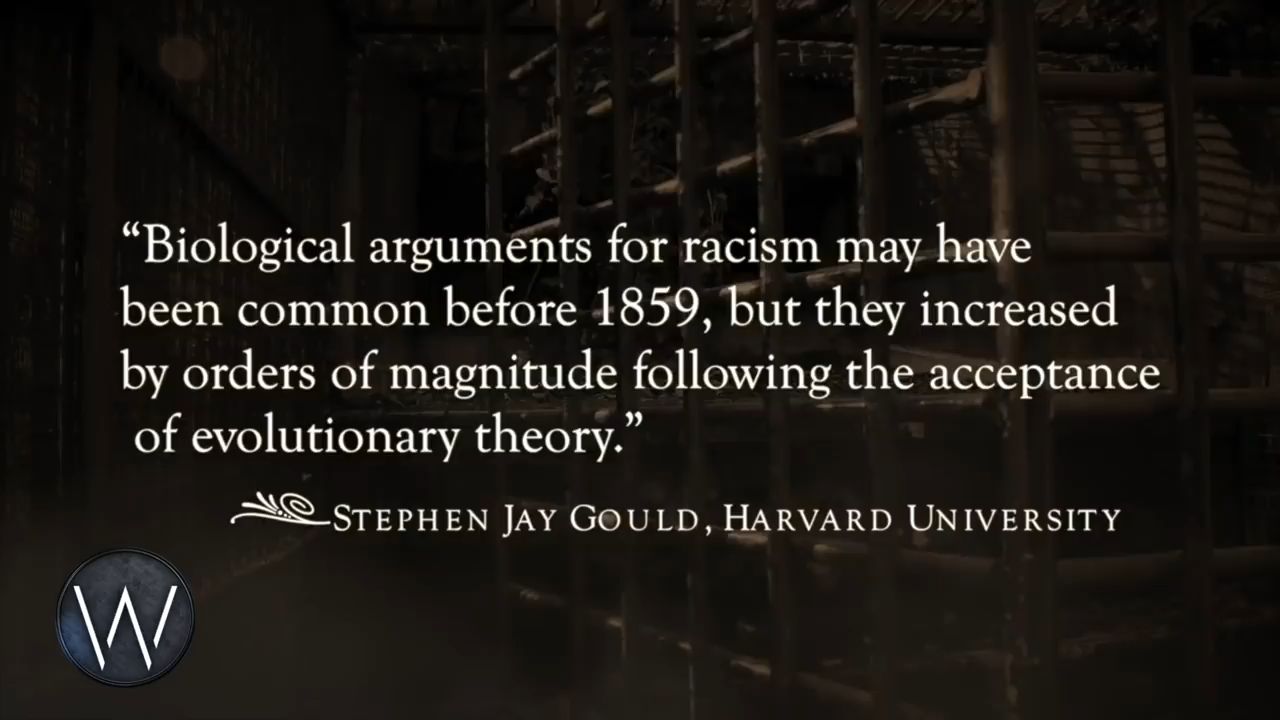 “Biological arguments for racism may have
been common before 1859, but they increased
by orders of magnitude following the acceptance
of evolutionary theory.”
STEPHEN JAY GOULD, HARVARD UNIVERSITY
W